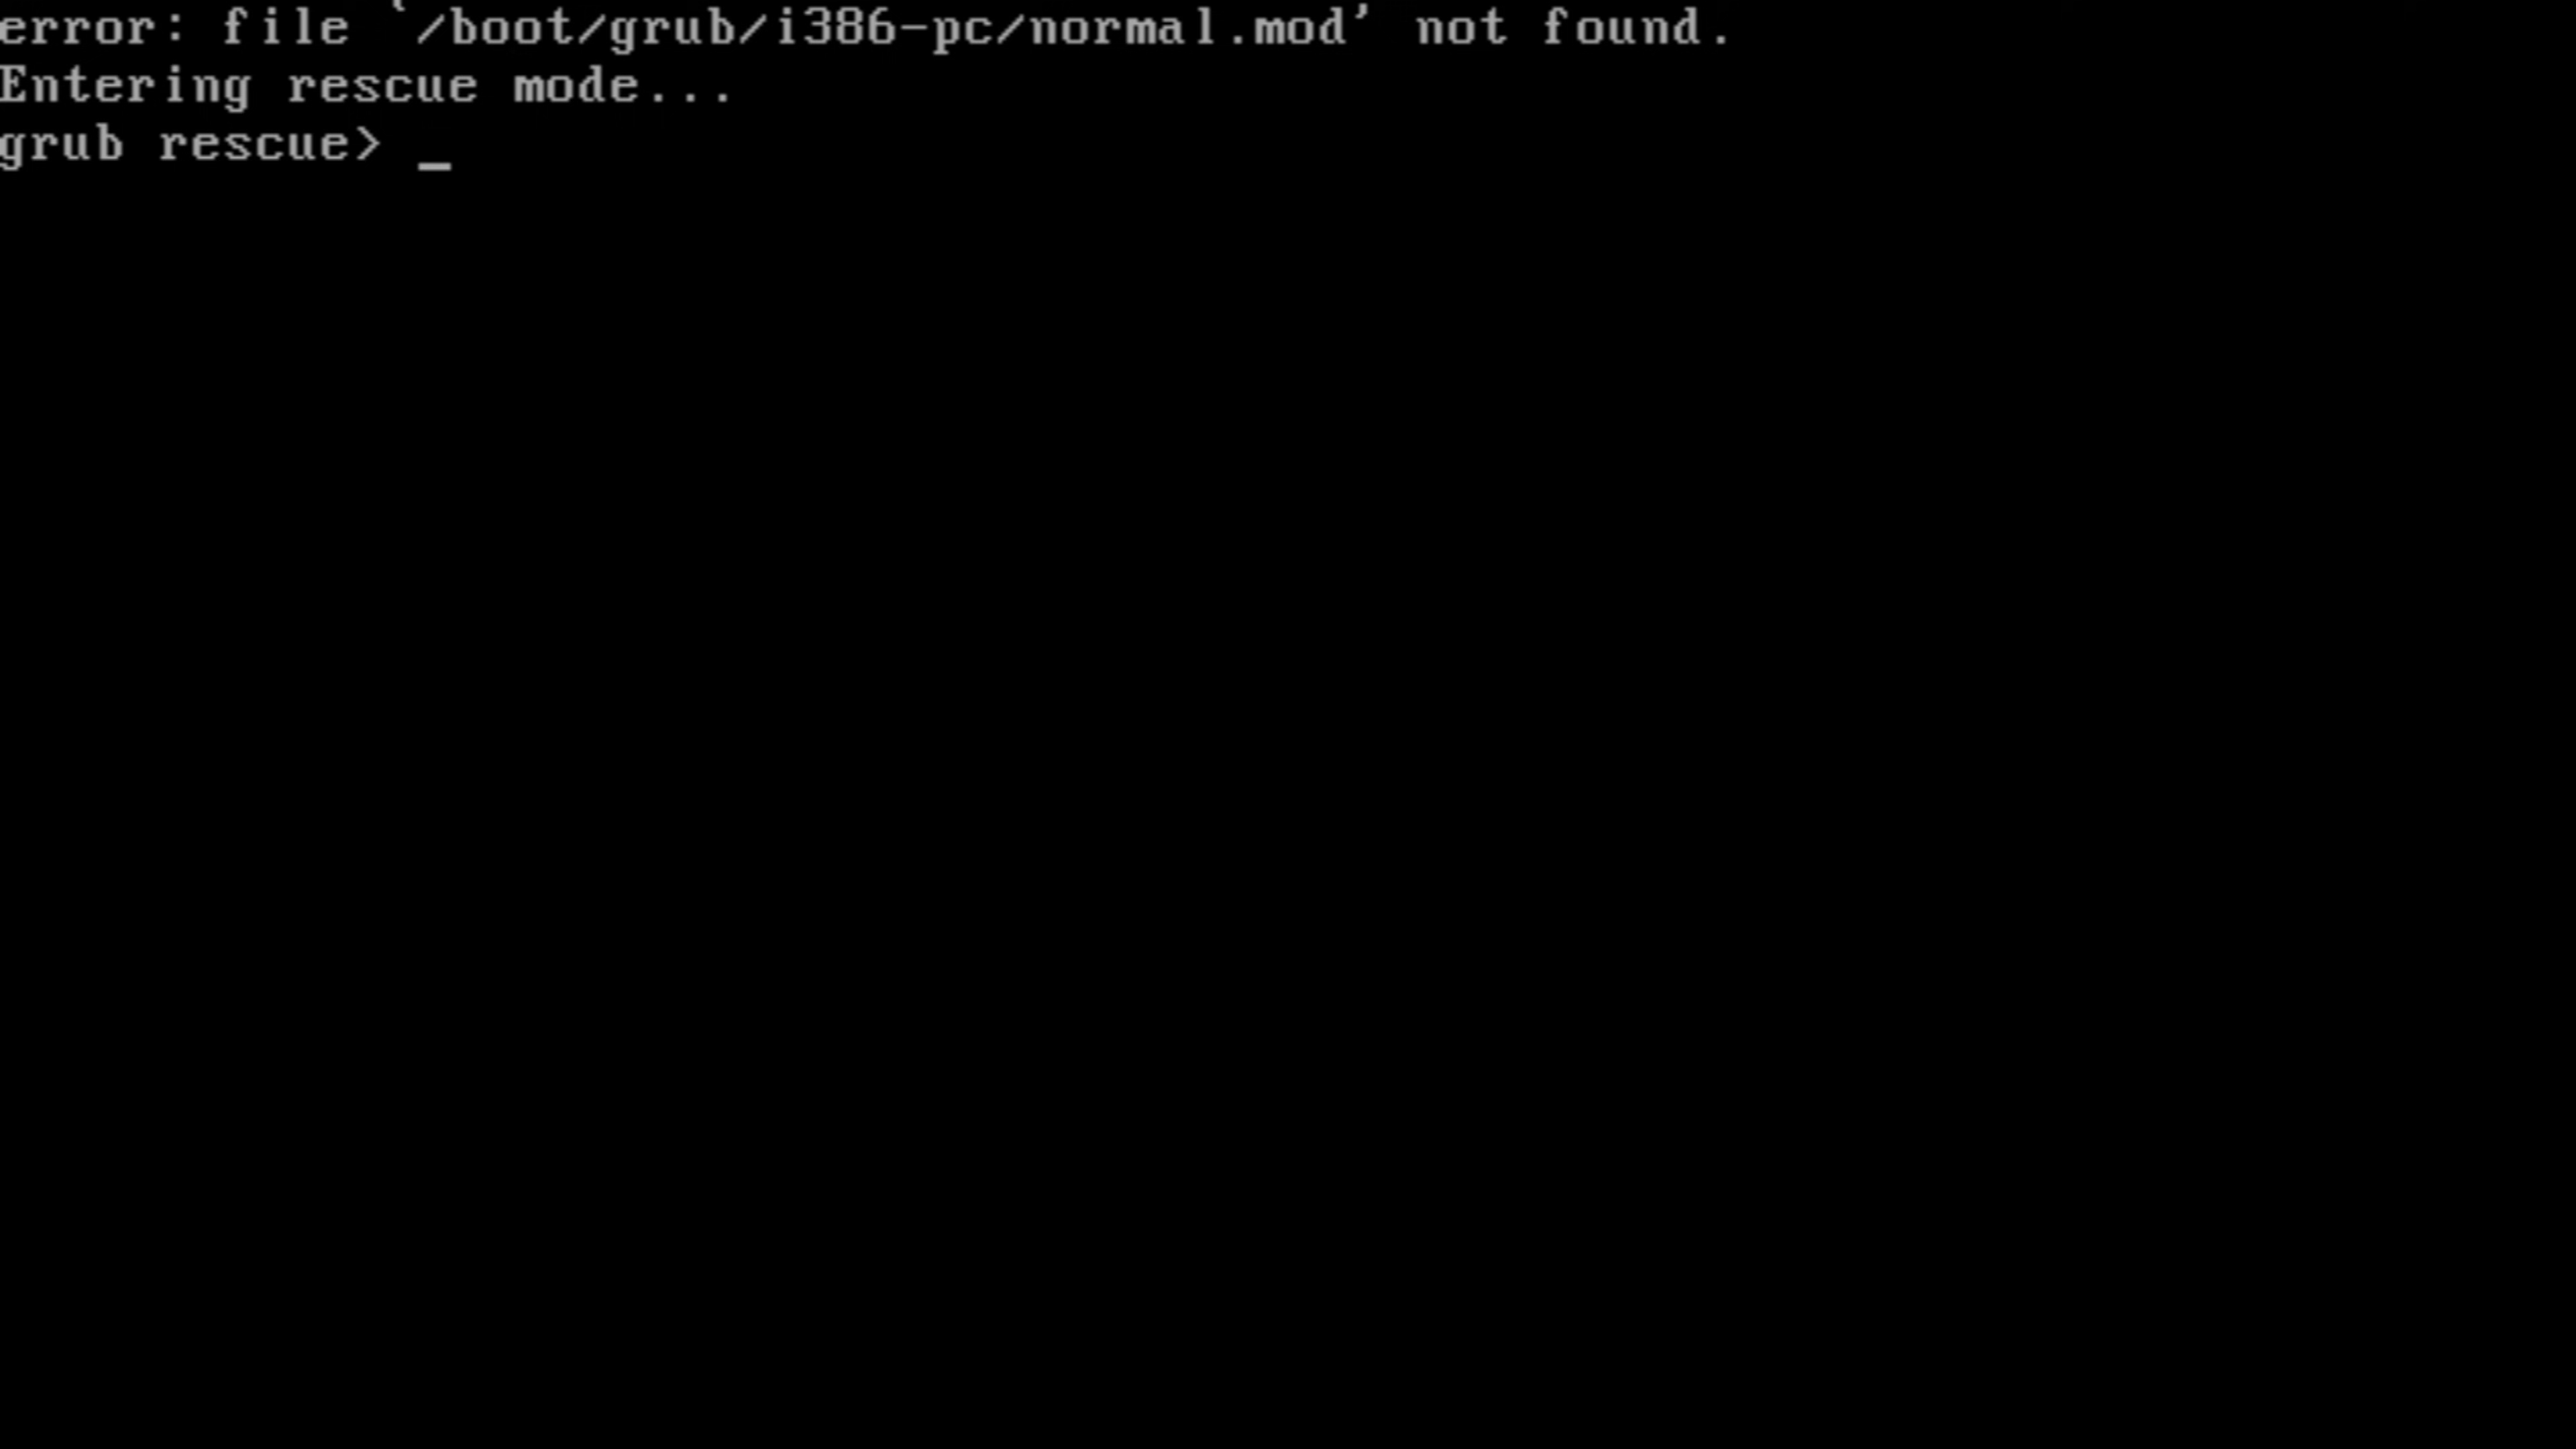 error: file `/boot/grub/i386-pc/normal.mod' not found.
Entering rescue mode...
grub rescue> _